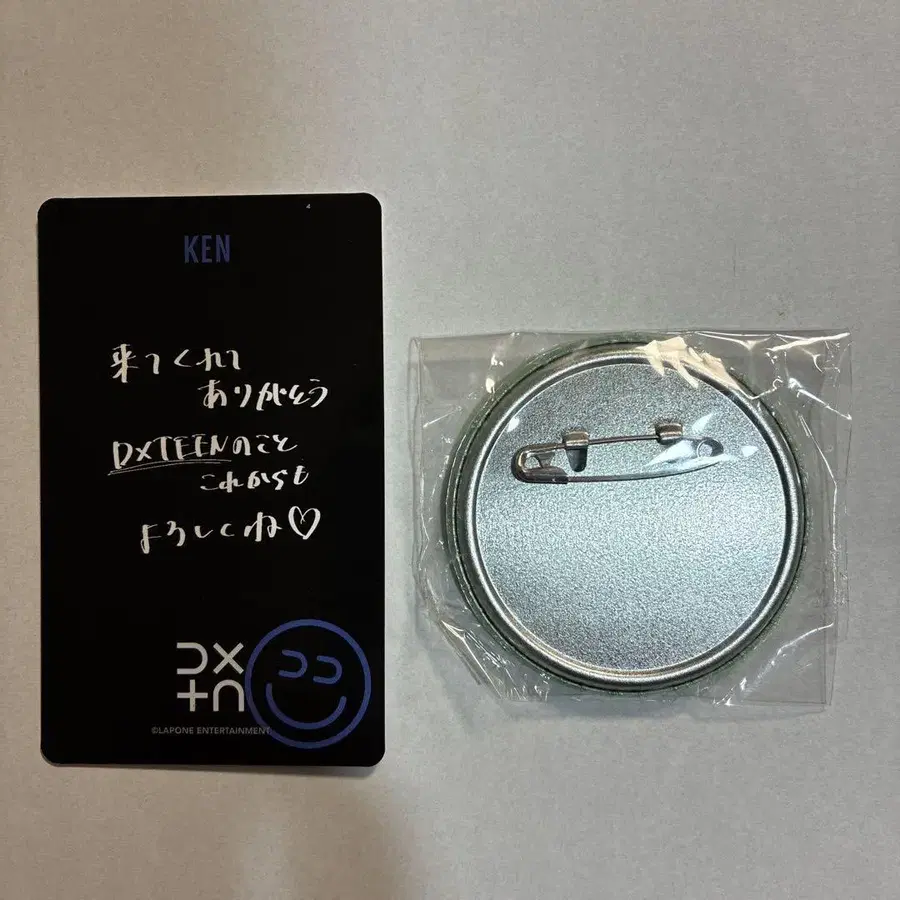 KEN
来てくれて
ありがとう
DXTEENのこと
これからも
よろしくね♡
DX
TN
©LAPONE ENTERTAINMENT